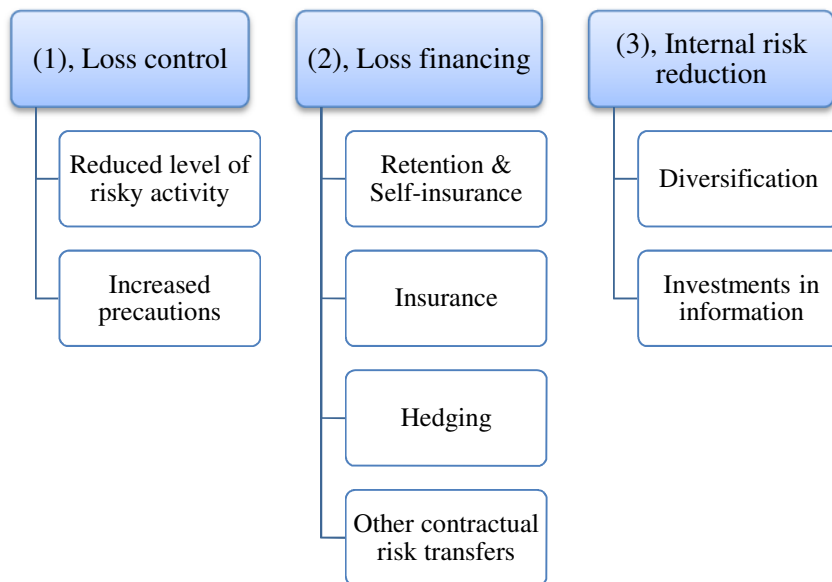 (1), Loss control
Reduced level of
risky activity
Increased
precautions
(2), Loss financing
Retention &
Self-insurance
Insurance
Hedging
Other contractual
risk transfers
(3), Internal risk
reduction
Diversification
Investments in
information